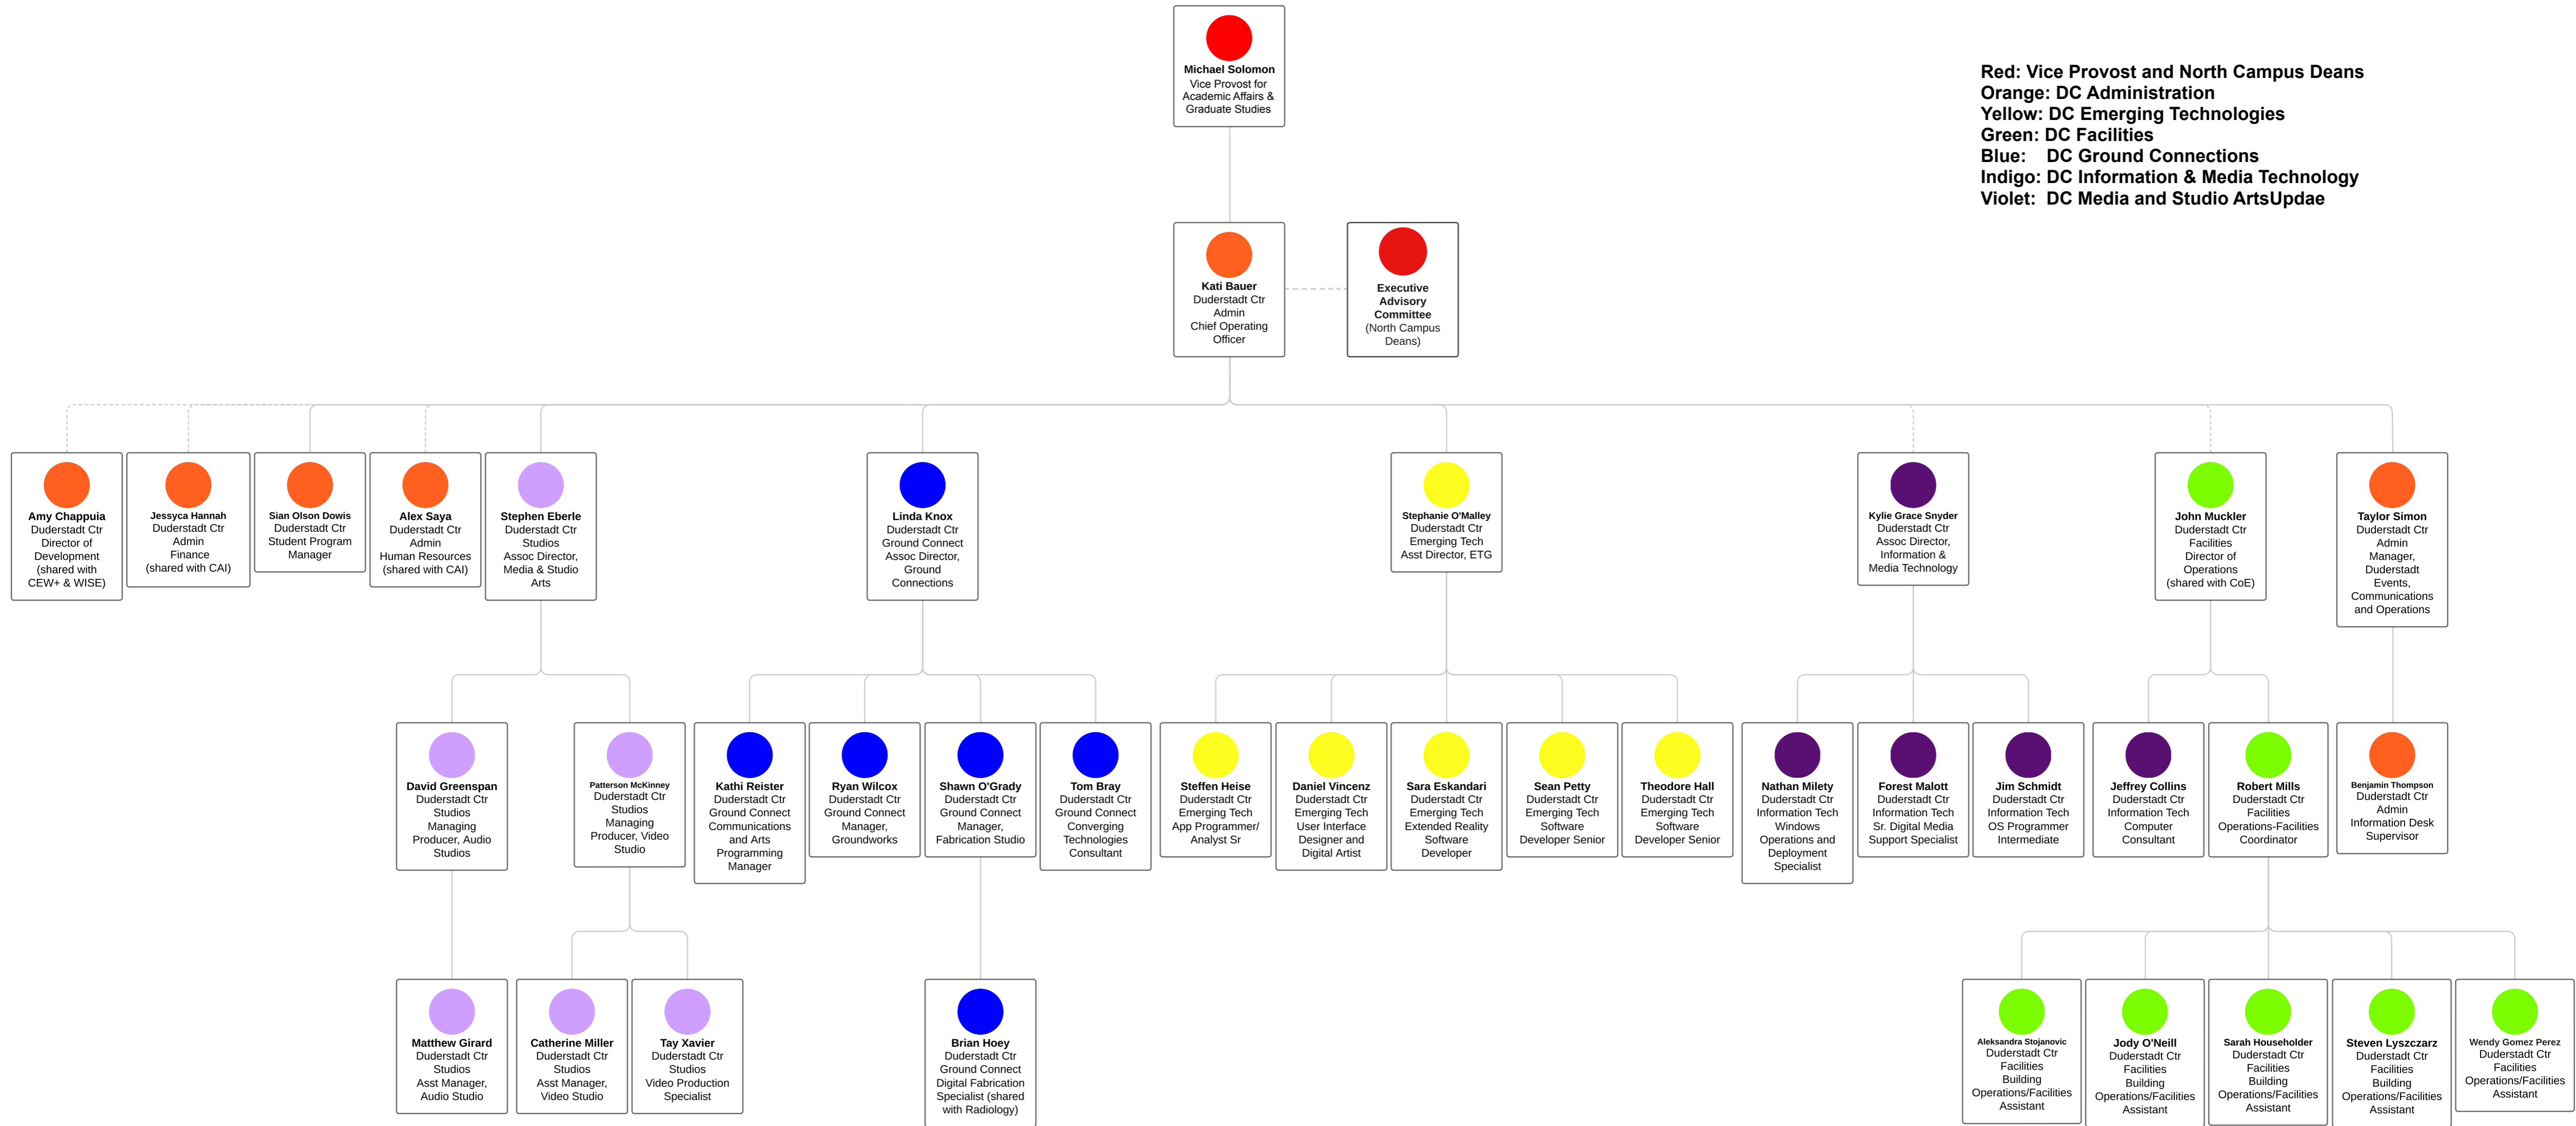 Michael Solomon
Vice Provost for
Academic Affairs &
Graduate Studies
Red: Vice Provost and North Campus Deans
Orange: DC Administration
Yellow: DC Emerging Technologies
Green: DC Facilities
Blue: DC Ground Connections
Indigo: DC Information & Media Technology
Violet: DC Media and Studio ArtsUpdae
Kati Bauer
Duderstadt Ctr
Admin
Chief Operating
Officer
Executive
Advisory
Committee
(North Campus
Deans)
Amy Chappuia
Duderstadt Ctr
Director of
Development
(shared with
CEW+ & WISE)
Jessyca Hannah
Duderstadt Ctr
Admin
Finance
(shared with CAI)
Sian Olson Dowis
Duderstadt Ctr
Student Program
Manager
Alex Saya
Duderstadt Ctr
Admin
Human Resources
(shared with CAI)
Stephen Eberle
Duderstadt Ctr
Studios
Assoc Director,
Media & Studio
Arts
Linda Knox
Duderstadt Ctr
Ground Connect
Assoc Director,
Ground
Connections
Stephanie O'Malley
Duderstadt Ctr
Emerging Tech
Asst Director, ETG
Kylie Grace Snyder
Duderstadt Ctr
Assoc Director,
Information &
Media Technology
John Muckler
Duderstadt Ctr
Facilities
Director of
Operations
(shared with CoE)
Taylor Simon
Duderstadt Ctr
Admin
Manager,
Duderstadt
Events,
Communications
and Operations
David Greenspan
Duderstadt Ctr
Studios
Managing
Producer, Audio
Studios
Patterson McKinney
Duderstadt Ctr
Studios
Managing
Producer, Video
Studio
Kathi Reister
Duderstadt Ctr
Ground Connect
Communications
and Arts
Programming
Manager
Ryan Wilcox
Duderstadt Ctr
Ground Connect
Manager,
Groundworks
Shawn O'Grady
Duderstadt Ctr
Ground Connect
Manager,
Fabrication Studio
Tom Bray
Duderstadt Ctr
Ground Connect
Converging
Technologies
Consultant
Steffen Heise
Duderstadt Ctr
Emerging Tech
App Programmer/
Analyst Sr
Daniel Vincenz
Duderstadt Ctr
Emerging Tech
User Interface
Designer and
Digital Artist
Sara Eskandari
Duderstadt Ctr
Emerging Tech
Extended Reality
Software
Developer
Sean Petty
Duderstadt Ctr
Emerging Tech
Software
Developer Senior
Theodore Hall
Duderstadt Ctr
Emerging Tech
Software
Developer Senior
Nathan Milety
Duderstadt Ctr
Information Tech
Windows
Operations and
Deployment
Specialist
Forest Malott
Duderstadt Ctr
Information Tech
Sr. Digital Media
Support Specialist
Jim Schmidt
Duderstadt Ctr
Information Tech
OS Programmer
Intermediate
Jeffrey Collins
Duderstadt Ctr
Information Tech
Computer
Consultant
Robert Mills
Duderstadt Ctr
Facilities
Operations-Facilities
Coordinator
Benjamin Thompson
Duderstadt Ctr
Admin
Information Desk
Supervisor
Matthew Girard
Duderstadt Ctr
Studios
Asst Manager,
Audio Studio
Catherine Miller
Duderstadt Ctr
Studios
Asst Manager,
Video Studio
Tay Xavier
Duderstadt Ctr
Studios
Video Production
Specialist
Brian Hoey
Duderstadt Ctr
Ground Connect
Digital Fabrication
Specialist (shared
with Radiology)
Aleksandra Stojanovic
Duderstadt Ctr
Facilities
Building
Operations/Facilities
Assistant
Jody O'Neill
Duderstadt Ctr
Facilities
Building
Operations/Facilities
Assistant
Sarah Householder
Duderstadt Ctr
Facilities
Building
Operations/Facilities
Assistant
Steven Lyszczarz
Duderstadt Ctr
Facilities
Building
Operations/Facilities
Assistant
Wendy Gomez Perez
Duderstadt Ctr
Facilities
Operations/Facilities
Assistant